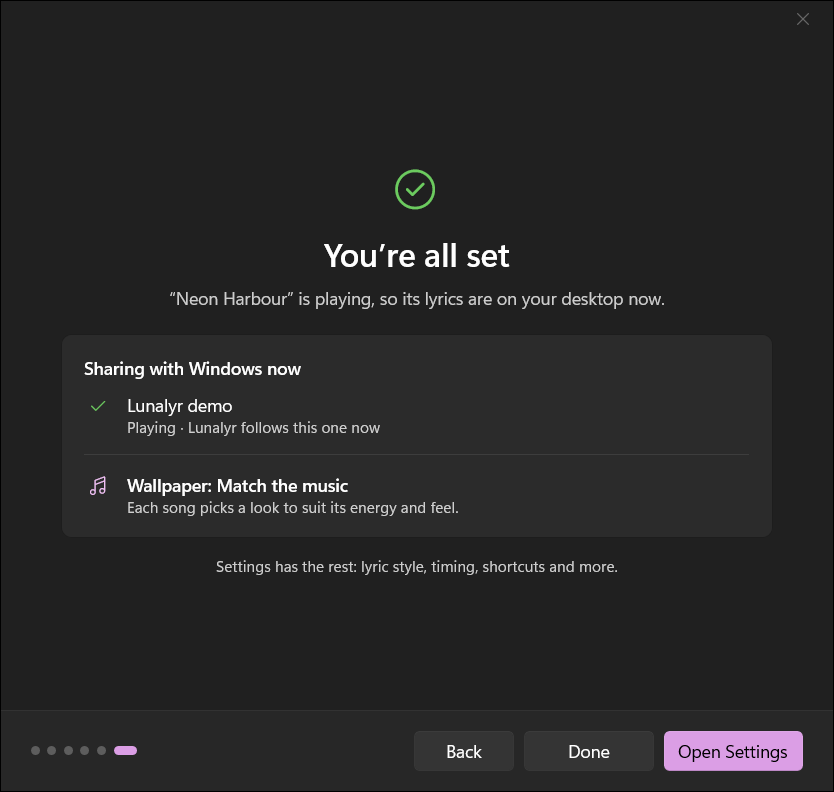 You’re all set
“Neon Harbour” is playing, so its lyrics are on your desktop now.
Sharing with Windows now
Lunalyr demo
Playing · Lunalyr follows this one now
Wallpaper: Match the music
Each song picks a look to suit its energy and feel.
Settings has the rest: lyric style, timing, shortcuts and more.
Back
Done
Open Settings